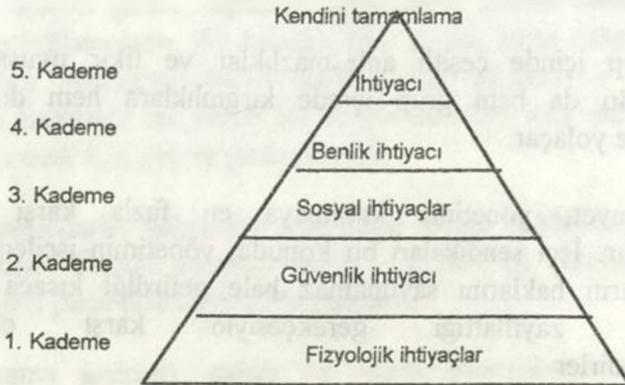 Kendini tamamlama
5. Kademe
İhtiyacı
4. Kademe
Benlik ihtiyacı
3. Kademe
Sosyal ihtiyaçlar
2. Kademe
Güvenlik ihtiyacı
1. Kademe
Fizyolojik ihtiyaçlar